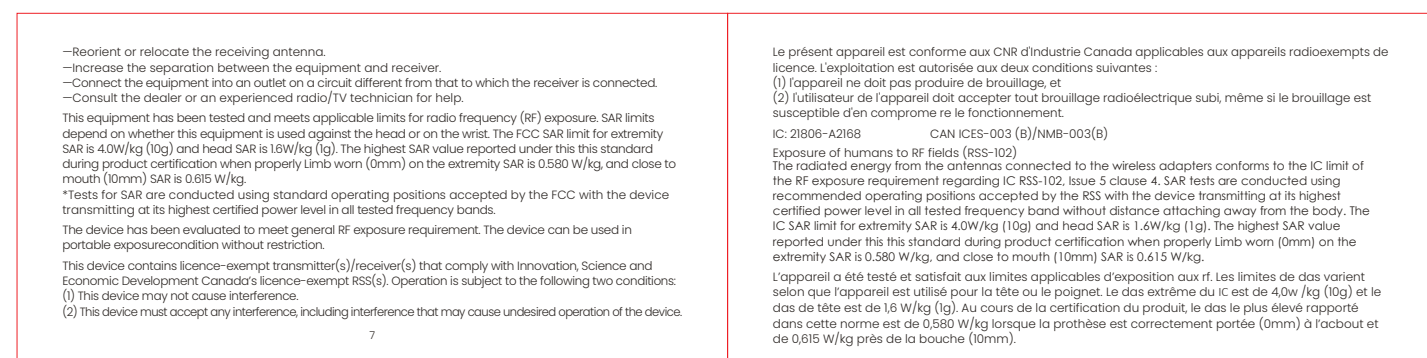 —Reorient or relocate the receiving antenna.
—Increase the separation between the equipment and receiver.
—Connect the equipment into an outlet on a circuit different from that to which the receiver is connected.
—Consult the dealer or an experienced radio/TV technician for help.
This equipment has been tested and meets applicable limits for radio frequency (RF) exposure. SAR limits
depend on whether this equipment is used against the head or on the wrist. The FCC SAR limit for extremity
SAR is 4.0W/kg (10g) and head SAR is 1.6W/kg (1g). The highest SAR value reported under this this standard
during product certification when properly Limb worn (0mm) on the extremity SAR is 0.580 W/kg, and close to
mouth (10mm) SAR is 0.615 W/kg.
*Tests for SAR are conducted using standard operating positions accepted by the FCC with the device
transmitting at its highest certified power level in all tested frequency bands.
The device has been evaluated to meet general RF exposure requirement. The device can be used in
portable exposurecondition without restriction.
This device contains licence-exempt transmitter(s)/receiver(s) that comply with Innovation, Science and
Economic Development Canada's licence-exempt RSS(s). Operation is subject to the following two conditions:
(1) This device may not cause interference.
(2) This device must accept any interference, including interference that may cause undesired operation of the device.
7
Le présent appareil est conforme aux CNR d'Industrie Canada applicables aux appareils radioexempts de
licence. L'exploitation est autorisée aux deux conditions suivantes :
(1) l'appareil ne doit pas produire de brouillage, et
(2) l'utilisateur de l'appareil doit accepter tout brouillage radioélectrique subi, même si le brouillage est
susceptible d'en comprome re le fonctionnement.
IC: 21806-A2168 CAN ICES-003 (B)/NMB-003(B)
Exposure of humans to RF fields (RSS-102)
The radiated energy from the antennas connected to the wireless adapters conforms to the IC limit of
the RF exposure requirement regarding IC RSS-102, Issue 5 clause 4. SAR tests are conducted using
recommended operating positions accepted by the RSS with the device transmitting at its highest
certified power level in all tested frequency band without distance attaching away from the body. The
IC SAR limit for extremity SAR is 4.0W/kg (10g) and head SAR is 1.6W/kg (1g). The highest SAR value
reported under this this standard during product certification when properly Limb worn (0mm) on the
extremity SAR is 0.580 W/kg, and close to mouth (10mm) SAR is 0.615 W/kg.
L'appareil a été testé et satisfait aux limites applicables d'exposition aux rf. Les limites de das varient
selon que l'appareil est utilisé pour la tête ou le poignet. Le das extrême du IC est de 4,0w /kg (10g) et le
das de tête est de 1,6 W/kg (1g). Au cours de la certification du produit, le das le plus élevé rapporté
dans cette norme est de 0,580 W/kg lorsque la prothèse est correctement portée (0mm) à l'acbout et
de 0,615 W/kg près de la bouche (10mm).